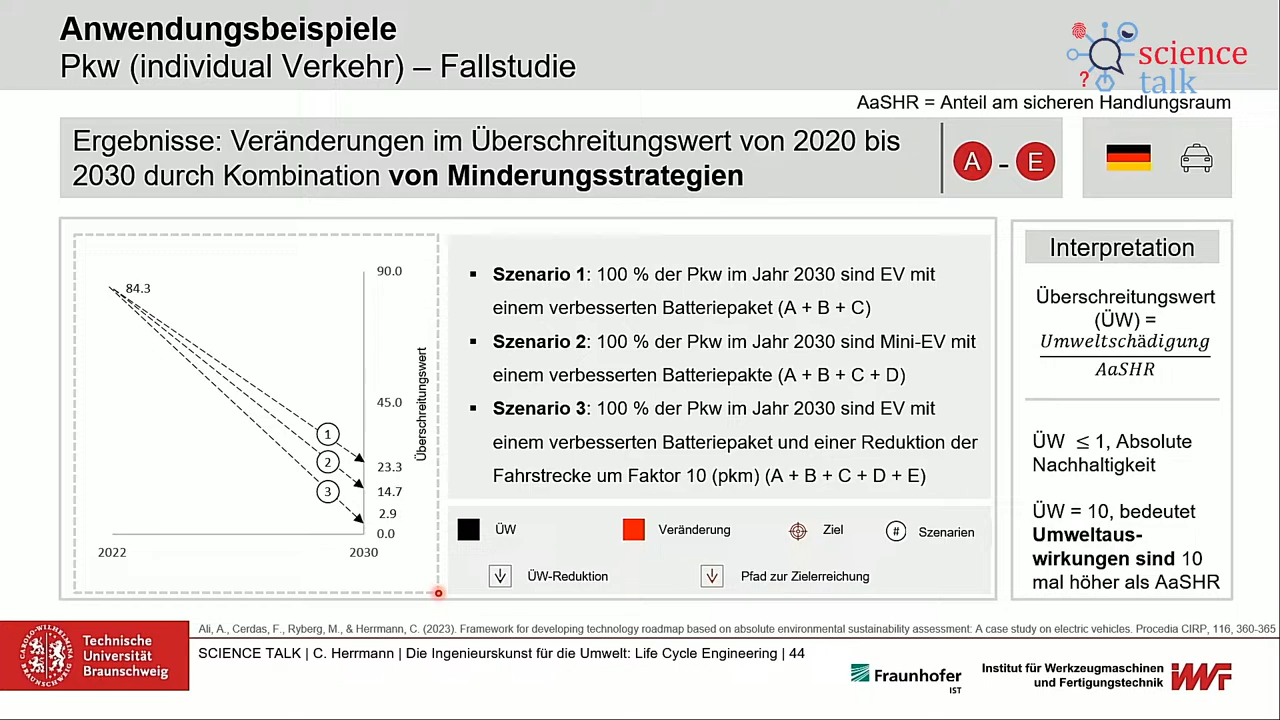 Anwendungsbeispiele
Pkw (individual Verkehr) – Fallstudie
science
talk
?
AaSHR = Anteil am sicheren Handlungsraum
Ergebnisse: Veränderungen im Überschreitungswert von 2020 bis
2030 durch Kombination von Minderungsstrategien
A - E
84.3
90.0
45.0
23.3
14.7
2.9
0.0
Überschreitungswert
1
2
3
2022
2030
▪ Szenario 1: 100 % der Pkw im Jahr 2030 sind EV mit
einem verbesserten Batteriepaket (A + B + C)
▪ Szenario 2: 100 % der Pkw im Jahr 2030 sind Mini-EV mit
einem verbesserten Batteriepakte (A + B + C + D)
▪ Szenario 3: 100 % der Pkw im Jahr 2030 sind EV mit
einem verbesserten Batteriepaket und einer Reduktion der
Fahrstrecke um Faktor 10 (pkm) (A + B + C + D + E)
ÜW
Veränderung
Ziel
# Szenarien
ÜW-Reduktion
Pfad zur Zielerreichung
Interpretation
Überschreitungswert
(ÜW) =
Umweltschädigung
AaSHR
ÜW ≤ 1, Absolute
Nachhaltigkeit
ÜW = 10, bedeutet
Umweltaus-
wirkungen sind 10
mal höher als AaSHR
Ali, A., Cerdas, F., Ryberg, M., & Herrmann, C. (2023). Framework for developing technology roadmap based on absolute environmental sustainability assessment: A case study on electric vehicles. Procedia CIRP, 116, 360-365
SCIENCE TALK | C. Herrmann | Die Ingenieurskunst für die Umwelt: Life Cycle Engineering | 44
CAROLO-WILHELMINA
BRAUNSCHWEIG
Technische
Universität
Braunschweig
Fraunhofer
IST
Institut für Werkzeugmaschinen
und Fertigungstechnik
IWF